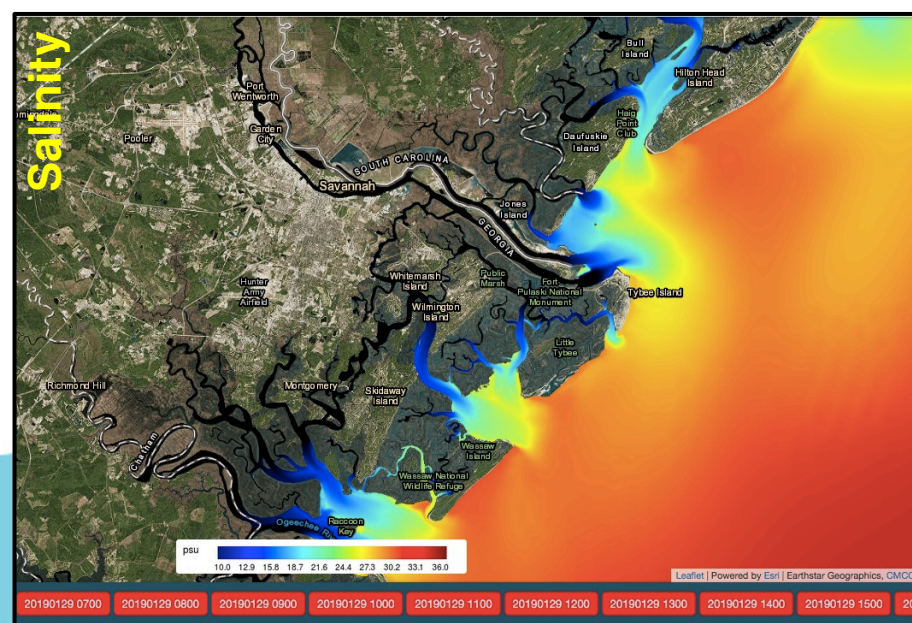 Salinity
Bull
Island
Hilton Head
Island
Port
Wentworth
Haig
Point
Club
Garden
City
Pooler
Daufuskie
Island
SOUTH CAROLINA
Savannah
Jones
Island
GEORGIA
Whitemarsh
Island
Public
Marsh
Fort
Pulaski National
Monument
Hunter
Army
Airfield
Tybee Island
Wilmington
Island
Little
Tybee
Richmond Hill
Montgomery
Skidaway
Island
Chatham
Wassaw
Island
Wassaw National
Wildlife Refuge
Raccoon
Key
Ogeechee
psu
10.0 12.9 15.8 18.7 21.6 24.4 27.3 30.2 33.1 36.0
Leaflet | Powered by Esri | Earthstar Geographics, CMCC
20190129 0700 20190129 0800 20190129 0900 20190129 1000 20190129 1100 20190129 1200 20190129 1300 20190129 1400 20190129 1500 20